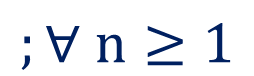 ; ∀ n ≥ 1